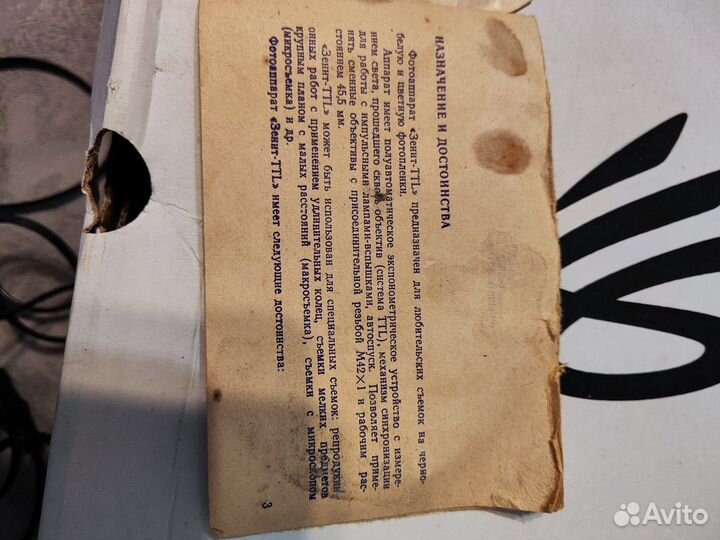 НАЗНАЧЕНИЕ И ДОСТОИНСТВА
Фотоаппарат «Зенит-TTL» предназначен для любительских съемок на черно-
белую и цветную фотопленки.
Аппарат имеет полуавтоматическое экспонометрическое устройство с измере-
нием света, прошедшего сквозь объектив (система TTL), механизм синхронизации
для работы с импульсными лампами-вспышками, автоспуск. Позволяет приме-
нять сменные объективы с присоединительной резьбой М42×1 и рабочим рас-
стоянием 45,5 мм.
«Зенит-TTL» может быть использован для специальных съемок: репродукци-
онных работ с применением удлинительных колец, съемки мелких предметов
крупным планом с малых расстояний (макросъемка), съемки с микроскопом
(микросъемка) и др.
Фотоаппарат «Зенит-TTL» имеет следующие достоинства:
3
Avito